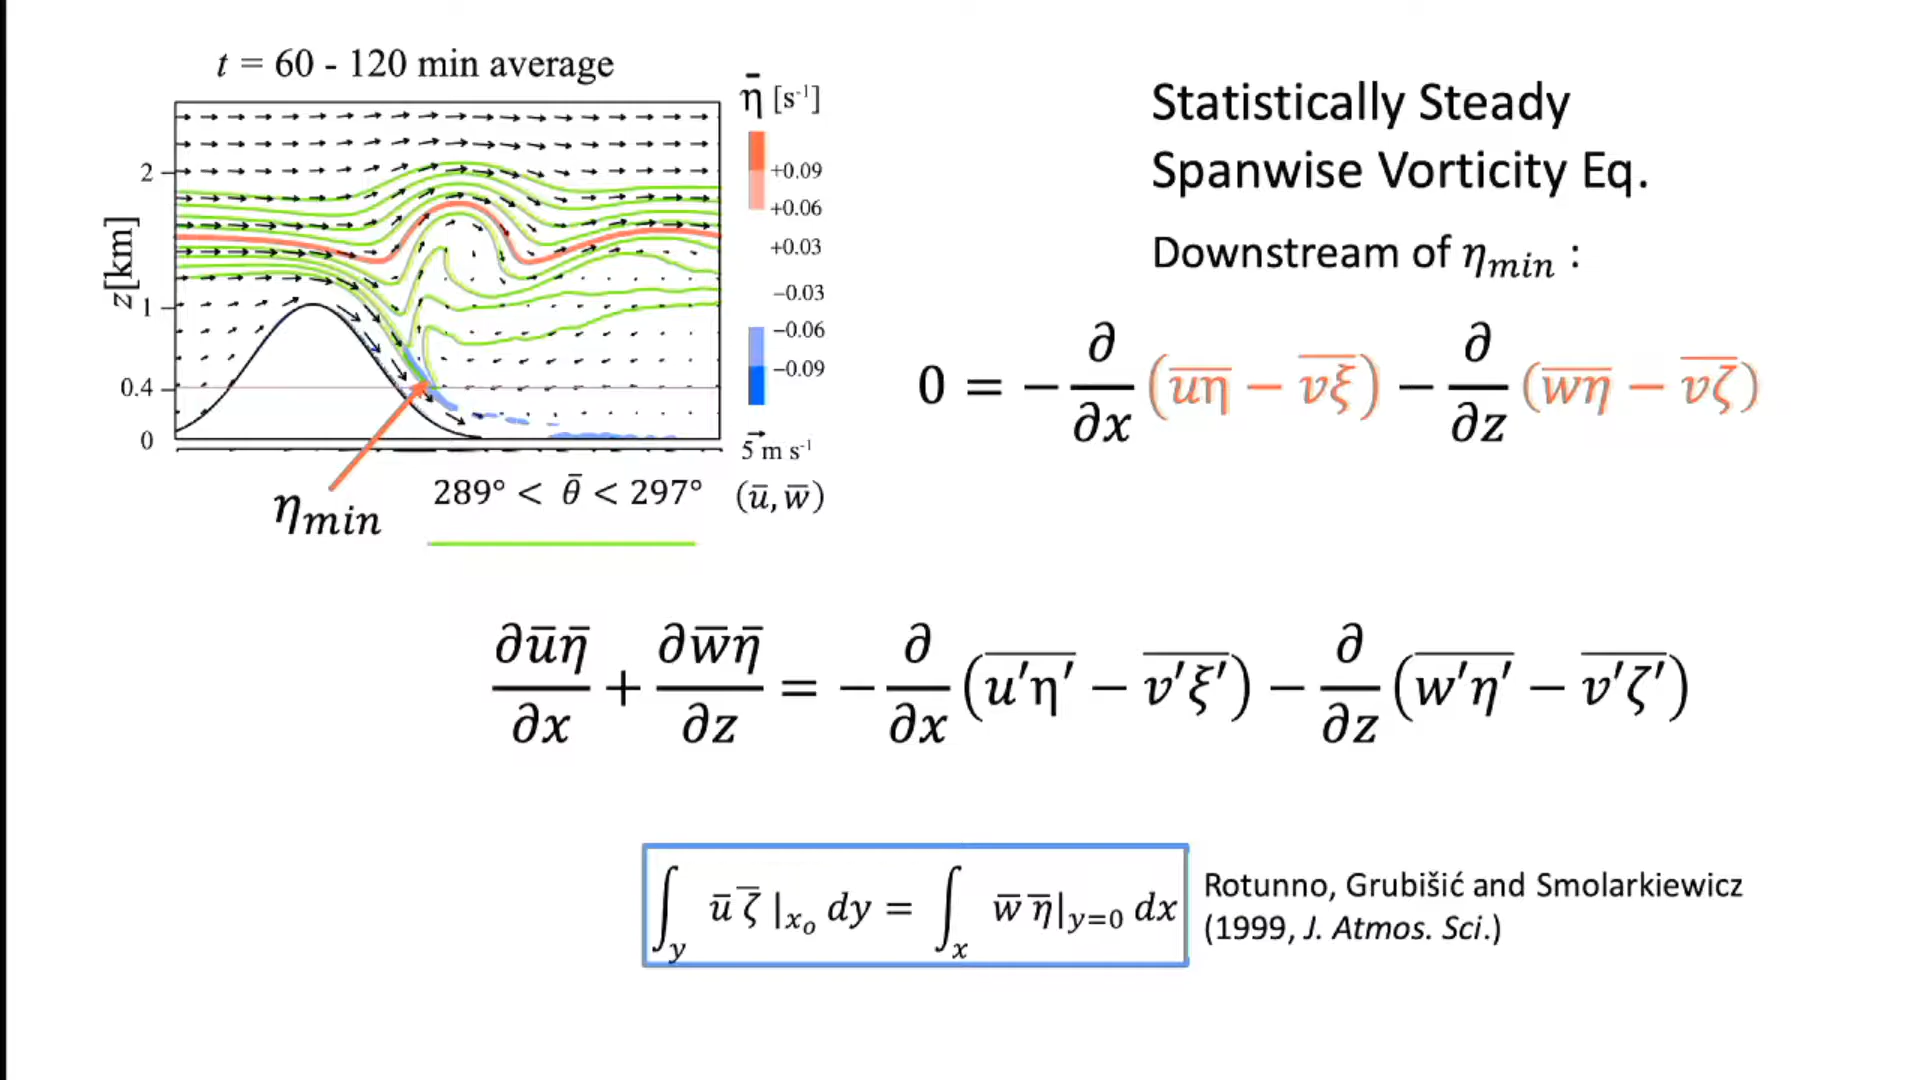 t = 60 - 120 min average
η̄ [s⁻¹]
+0.09
+0.06
+0.03
−0.03
−0.06
−0.09
2
1
0.4
0
z[km]
5 m s⁻¹
(u̅, w̅)
η_min
289° < θ̅ < 297°
Statistically Steady
Spanwise Vorticity Eq.
Downstream of η_min :
0 = − ∂/∂x (\overline{uη} − \overline{vξ}) − ∂/∂z (\overline{wη} − \overline{vζ})
∂u̅η̅/∂x + ∂w̅η̅/∂z = − ∂/∂x (\overline{u′η′} − \overline{v′ξ′}) − ∂/∂z (\overline{w′η′} − \overline{v′ζ′})
∫_y u̅ ζ̅ |_{x_o} dy = ∫_x w̅ η̅|_{y=0} dx
Rotunno, Grubišić and Smolarkiewicz
(1999, J. Atmos. Sci.)